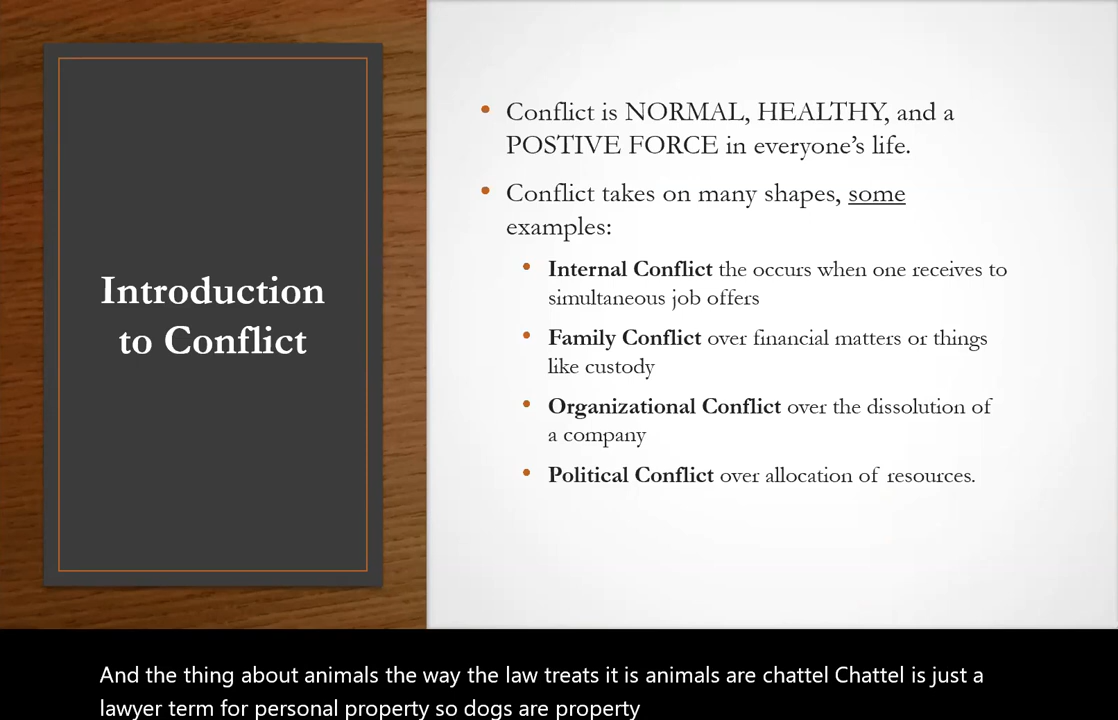 Introduction
to Conflict
Conflict is NORMAL, HEALTHY, and a
POSTIVE FORCE in everyone’s life.
Conflict takes on many shapes, some
examples:
Internal Conflict the occurs when one receives to
simultaneous job offers
Family Conflict over financial matters or things
like custody
Organizational Conflict over the dissolution of
a company
Political Conflict over allocation of resources.
And the thing about animals the way the law treats it is animals are chattel Chattel is just a
lawyer term for personal property so dogs are property